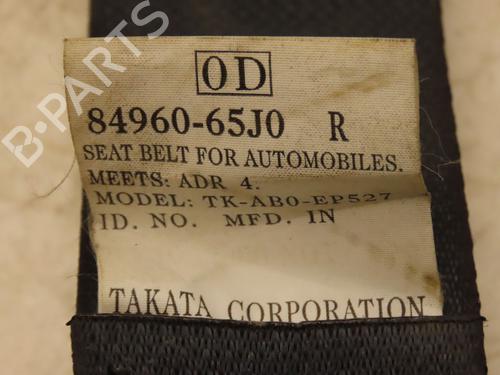 B-PARTS
0D
84960-65J0 R
SEAT BELT FOR AUTOMOBILES.
MEETS: ADR 4.
MODEL: TK-AB0-EP527
ID. NO. MFD. IN
TAKATA CORPORATION